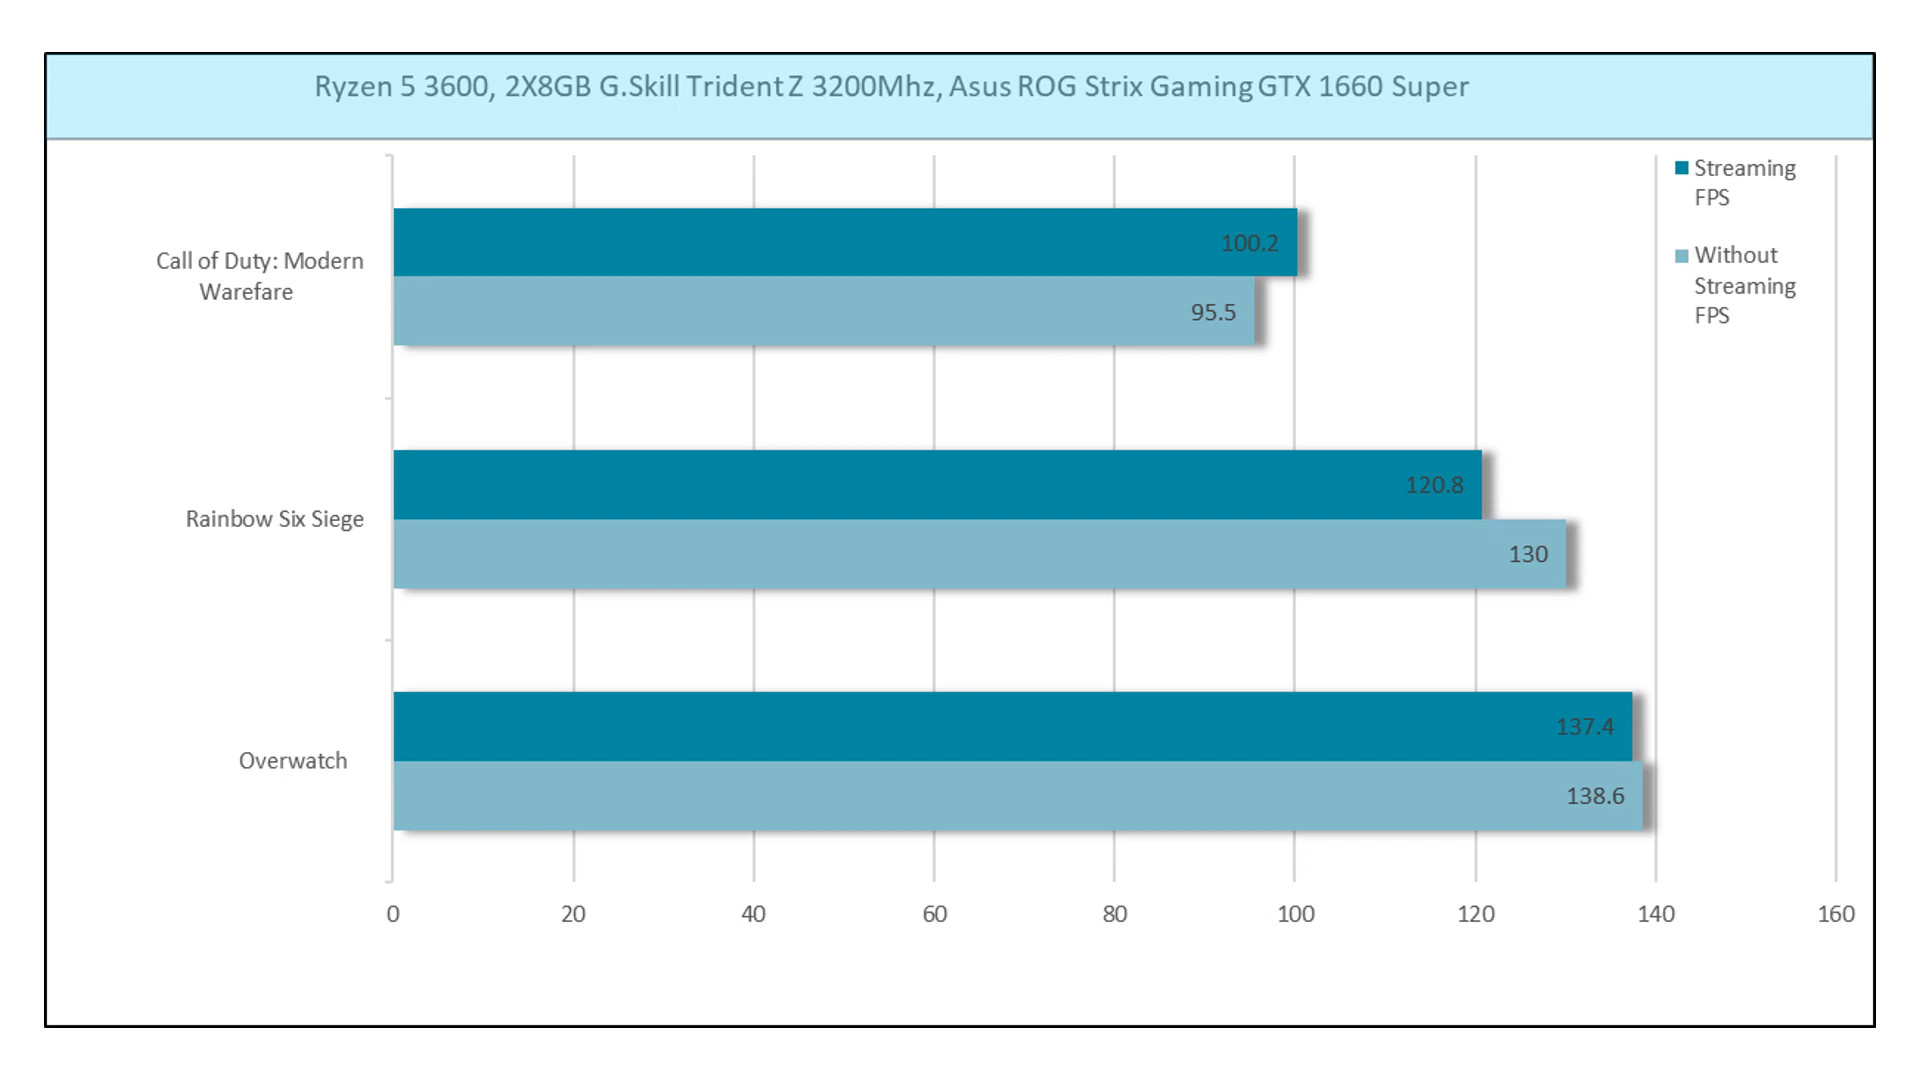 Ryzen 5 3600, 2X8GB G.Skill Trident Z 3200Mhz, Asus ROG Strix Gaming GTX 1660 Super
Streaming
FPS
Without
Streaming
FPS
Call of Duty: Modern
Warefare
100.2
95.5
Rainbow Six Siege
120.8
130
Overwatch
137.4
138.6
0 20 40 60 80 100 120 140 160